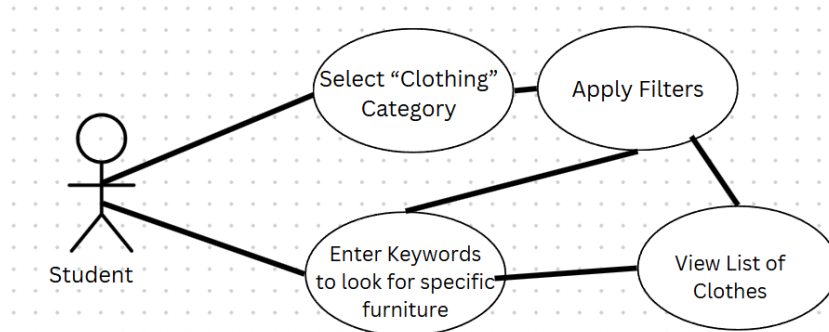 Select “Clothing”
Category
Apply Filters
Student
Enter Keywords
to look for specific
furniture
View List of
Clothes